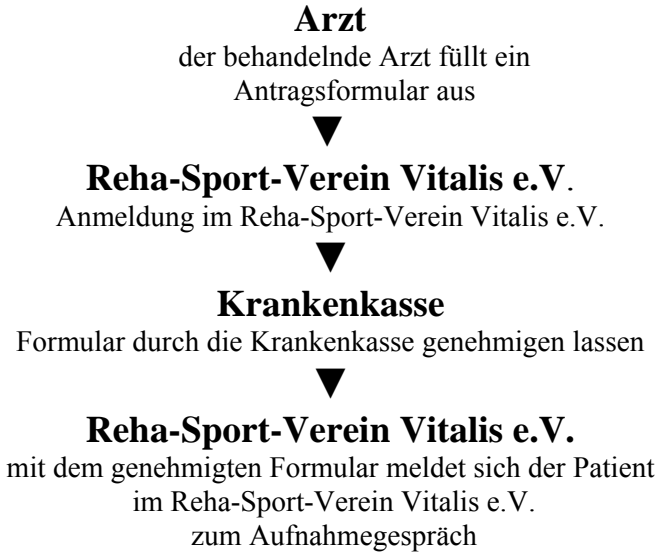 Arzt
der behandelnde Arzt füllt ein
Antragsformular aus
Reha-Sport-Verein Vitalis e.V.
Anmeldung im Reha-Sport-Verein Vitalis e.V.
Krankenkasse
Formular durch die Krankenkasse genehmigen lassen
Reha-Sport-Verein Vitalis e.V.
mit dem genehmigten Formular meldet sich der Patient
im Reha-Sport-Verein Vitalis e.V.
zum Aufnahmegespräch